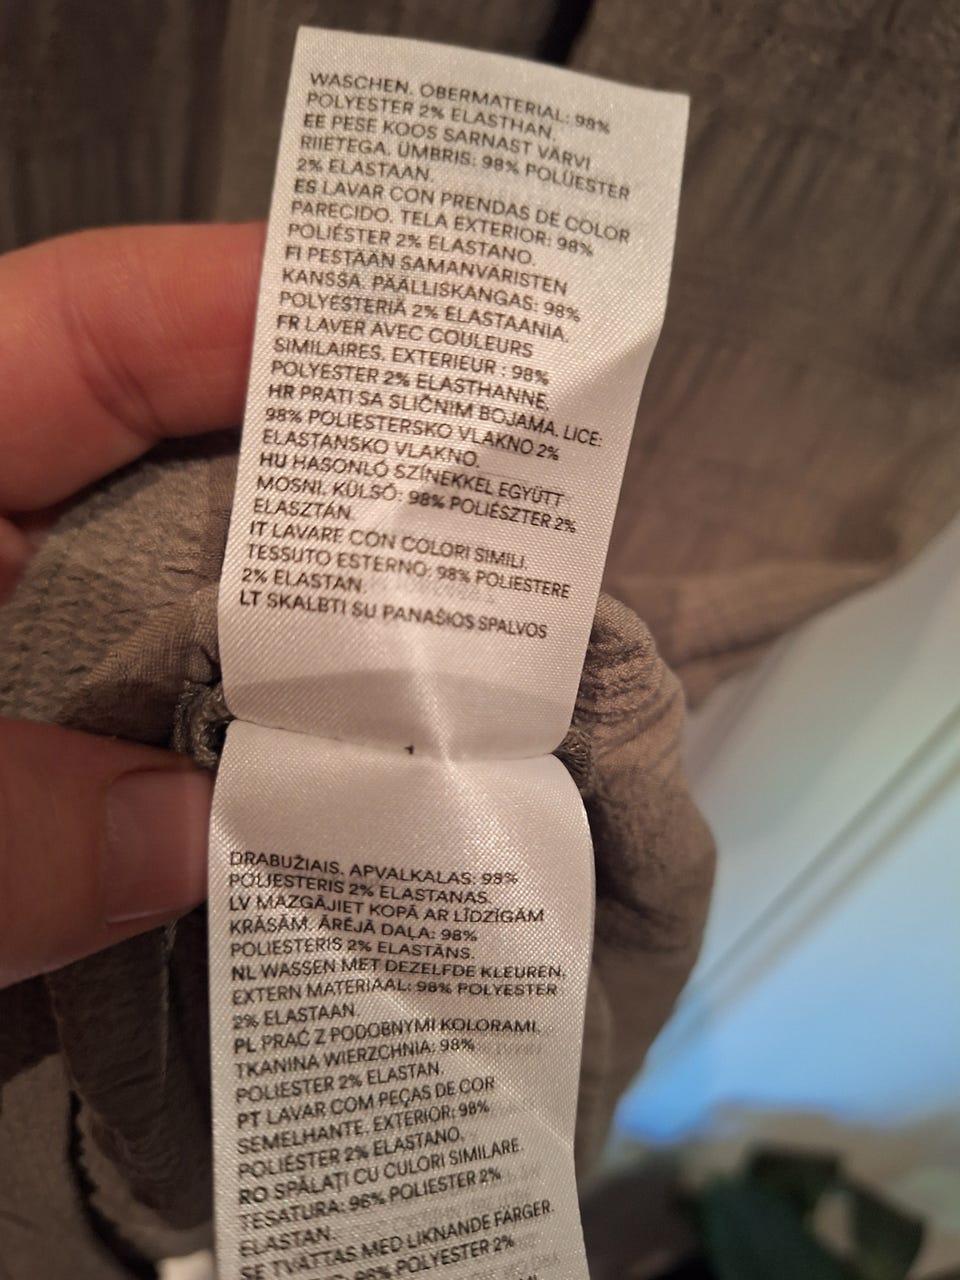 WASCHEN. OBERMATERIAL: 98%
POLYESTER 2% ELASTHAN.
EE PESE KOOS SARNAST VÄRVI
RIIETEGA. ÜMBRIS: 98% POLÜESTER
2% ELASTAAN.
ES LAVAR CON PRENDAS DE COLOR
PARECIDO. TELA EXTERIOR: 98%
POLIÉSTER 2% ELASTANO.
FI PESTÄÄN SAMANVÄRISTEN
KANSSA. PÄÄLLISKANGAS: 98%
POLYESTERIÄ 2% ELASTAANIA.
FR LAVER AVEC COULEURS
SIMILAIRES. EXTERIEUR : 98%
POLYESTER 2% ELASTHANNE.
HR PRATI SA SLIČNIM BOJAMA. LICE:
98% POLIESTERSKO VLAKNO 2%
ELASTANSKO VLAKNO.
HU HASONLÓ SZÍNEKKEL EGYÜTT
MOSNI. KÜLSŐ: 98% POLIÉSZTER 2%
ELASZTÁN.
IT LAVARE CON COLORI SIMILI.
TESSUTO ESTERNO: 98% POLIESTERE
2% ELASTAN.
LT SKALBTI SU PANAŠIOS SPALVOS
DRABUŽIAIS. APVALKALAS: 98%
POLIESTERIS 2% ELASTANAS.
LV MAZGĀJIET KOPĀ AR LĪDZĪGĀM
KRĀSĀM. ĀRĒJĀ DAĻA: 98%
POLIESTERIS 2% ELASTĀNS.
NL WASSEN MET DEZELFDE KLEUREN.
EXTERN MATERIAAL: 98% POLYESTER
2% ELASTAAN.
PL PRAĆ Z PODOBNYMI KOLORAMI.
TKANINA WIERZCHNIA: 98%
POLIESTER 2% ELASTAN.
PT LAVAR COM PEÇAS DE COR
SEMELHANTE. EXTERIOR: 98%
POLIÉSTER 2% ELASTANO.
RO SPĂLAȚI CU CULORI SIMILARE.
TESATURA: 98% POLIESTER 2%
ELASTAN.
SE TVÄTTAS MED LIKNANDE FÄRGER.
98% POLYESTER 2%